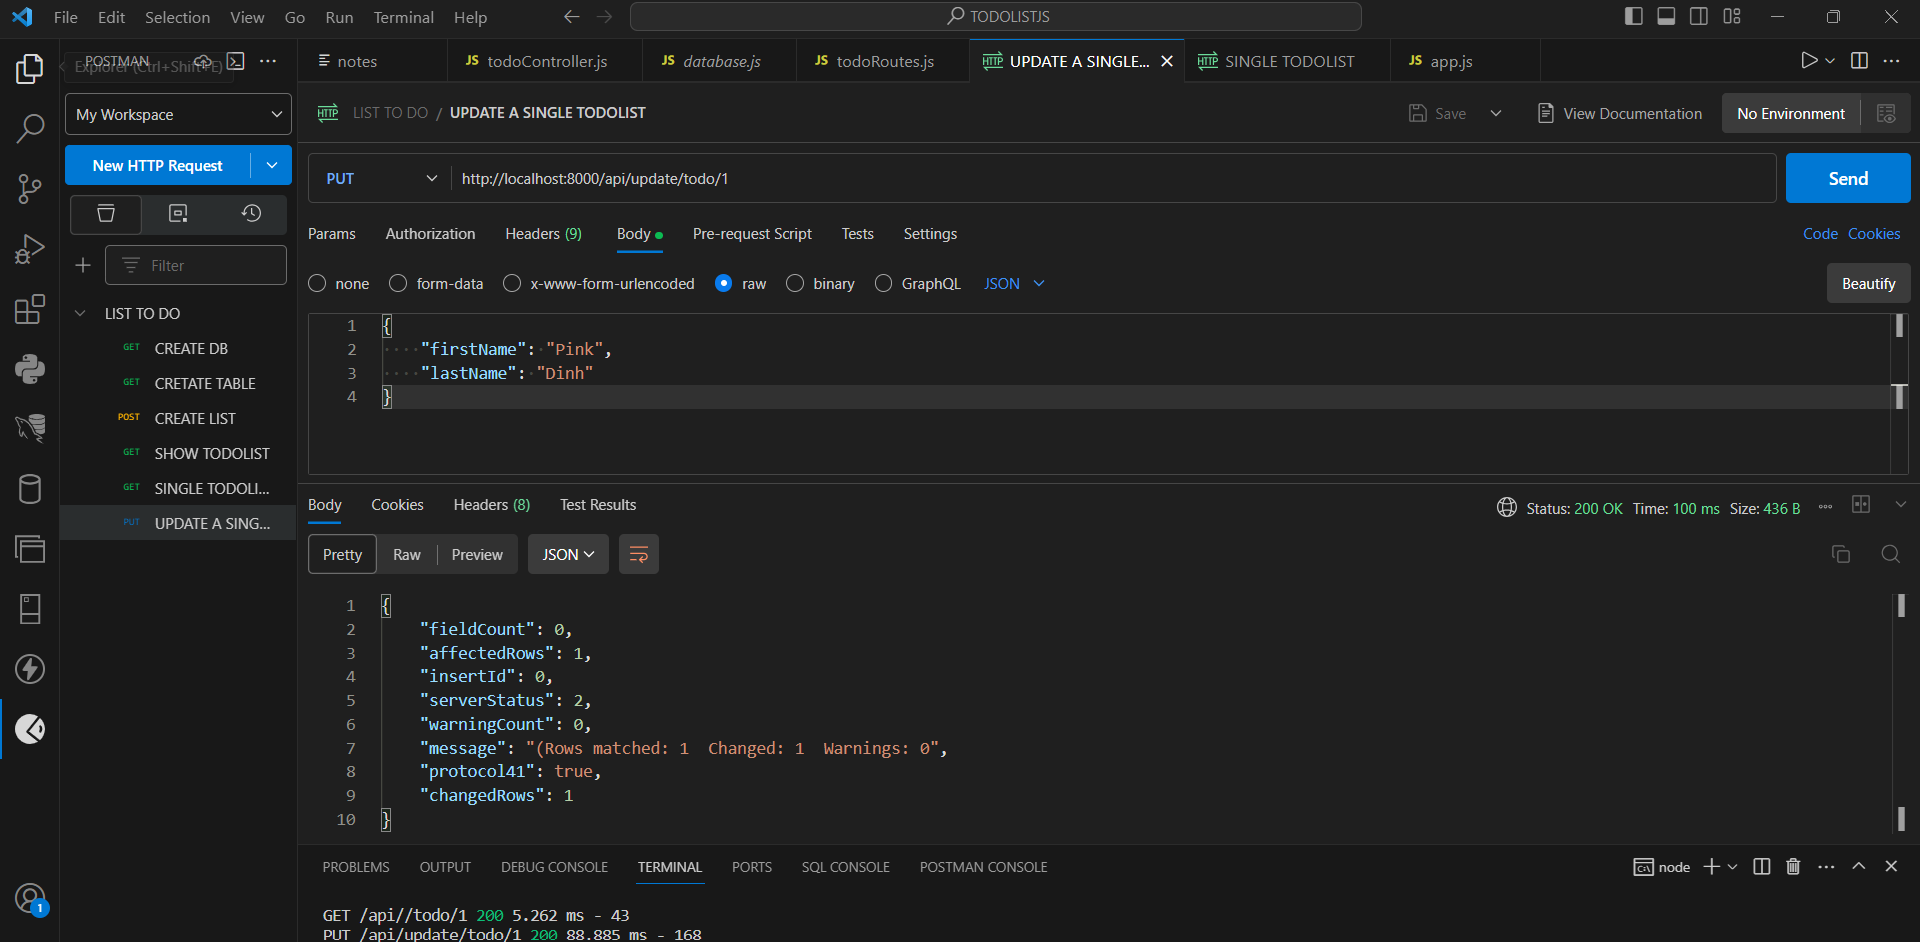 File Edit Selection View Go Run Terminal Help TODOLISTJS
POSTMAN
Explorer (Ctrl+Shift+E)
notes todoController.js database.js todoRoutes.js UPDATE A SINGLE... SINGLE TODOLIST app.js
My Workspace
LIST TO DO / UPDATE A SINGLE TODOLIST Save View Documentation No Environment
New HTTP Request
PUT http://localhost:8000/api/update/todo/1 Send
Params Authorization Headers (9) Body Pre-request Script Tests Settings Code Cookies
Filter
none form-data x-www-form-urlencoded raw binary GraphQL JSON Beautify
LIST TO DO
GET CREATE DB
GET CRETATE TABLE
POST CREATE LIST
GET SHOW TODOLIST
GET SINGLE TODOLI...
PUT UPDATE A SING...
1 {
2 "firstName": "Pink",
3 "lastName": "Dinh"
4 }
Body Cookies Headers (8) Test Results Status: 200 OK Time: 100 ms Size: 436 B
Pretty Raw Preview JSON
1 {
2 "fieldCount": 0,
3 "affectedRows": 1,
4 "insertId": 0,
5 "serverStatus": 2,
6 "warningCount": 0,
7 "message": "(Rows matched: 1  Changed: 1  Warnings: 0",
8 "protocol41": true,
9 "changedRows": 1
10 }
PROBLEMS OUTPUT DEBUG CONSOLE TERMINAL PORTS SQL CONSOLE POSTMAN CONSOLE node
GET /api//todo/1 200 5.262 ms - 43
PUT /api/update/todo/1 200 88.885 ms - 168
1